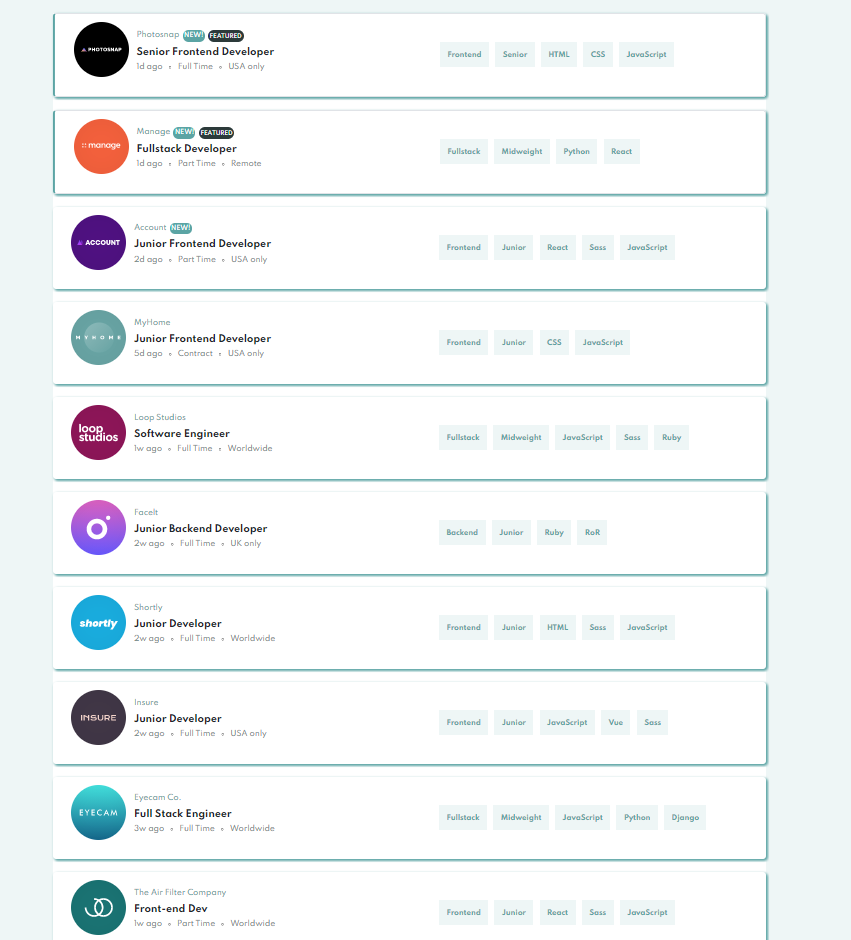 PHOTOSNAP
Photosnap NEW! FEATURED
Senior Frontend Developer
1d ago Full Time USA only
Frontend Senior HTML CSS JavaScript
manage
Manage NEW! FEATURED
Fullstack Developer
1d ago Part Time Remote
Fullstack Midweight Python React
ACCOUNT
Account NEW!
Junior Frontend Developer
2d ago Part Time USA only
Frontend Junior React Sass JavaScript
MYHOME
MyHome
Junior Frontend Developer
5d ago Contract USA only
Frontend Junior CSS JavaScript
loop
studios
Loop Studios
Software Engineer
1w ago Full Time Worldwide
Fullstack Midweight JavaScript Sass Ruby
FaceIt
Junior Backend Developer
2w ago Full Time UK only
Backend Junior Ruby RoR
shortly
Shortly
Junior Developer
2w ago Full Time Worldwide
Frontend Junior HTML Sass JavaScript
INSURE
Insure
Junior Developer
2w ago Full Time USA only
Frontend Junior JavaScript Vue Sass
EYECAM
Eyecam Co.
Full Stack Engineer
3w ago Full Time Worldwide
Fullstack Midweight JavaScript Python Django
The Air Filter Company
Front-end Dev
1w ago Part Time Worldwide
Frontend Junior React Sass JavaScript